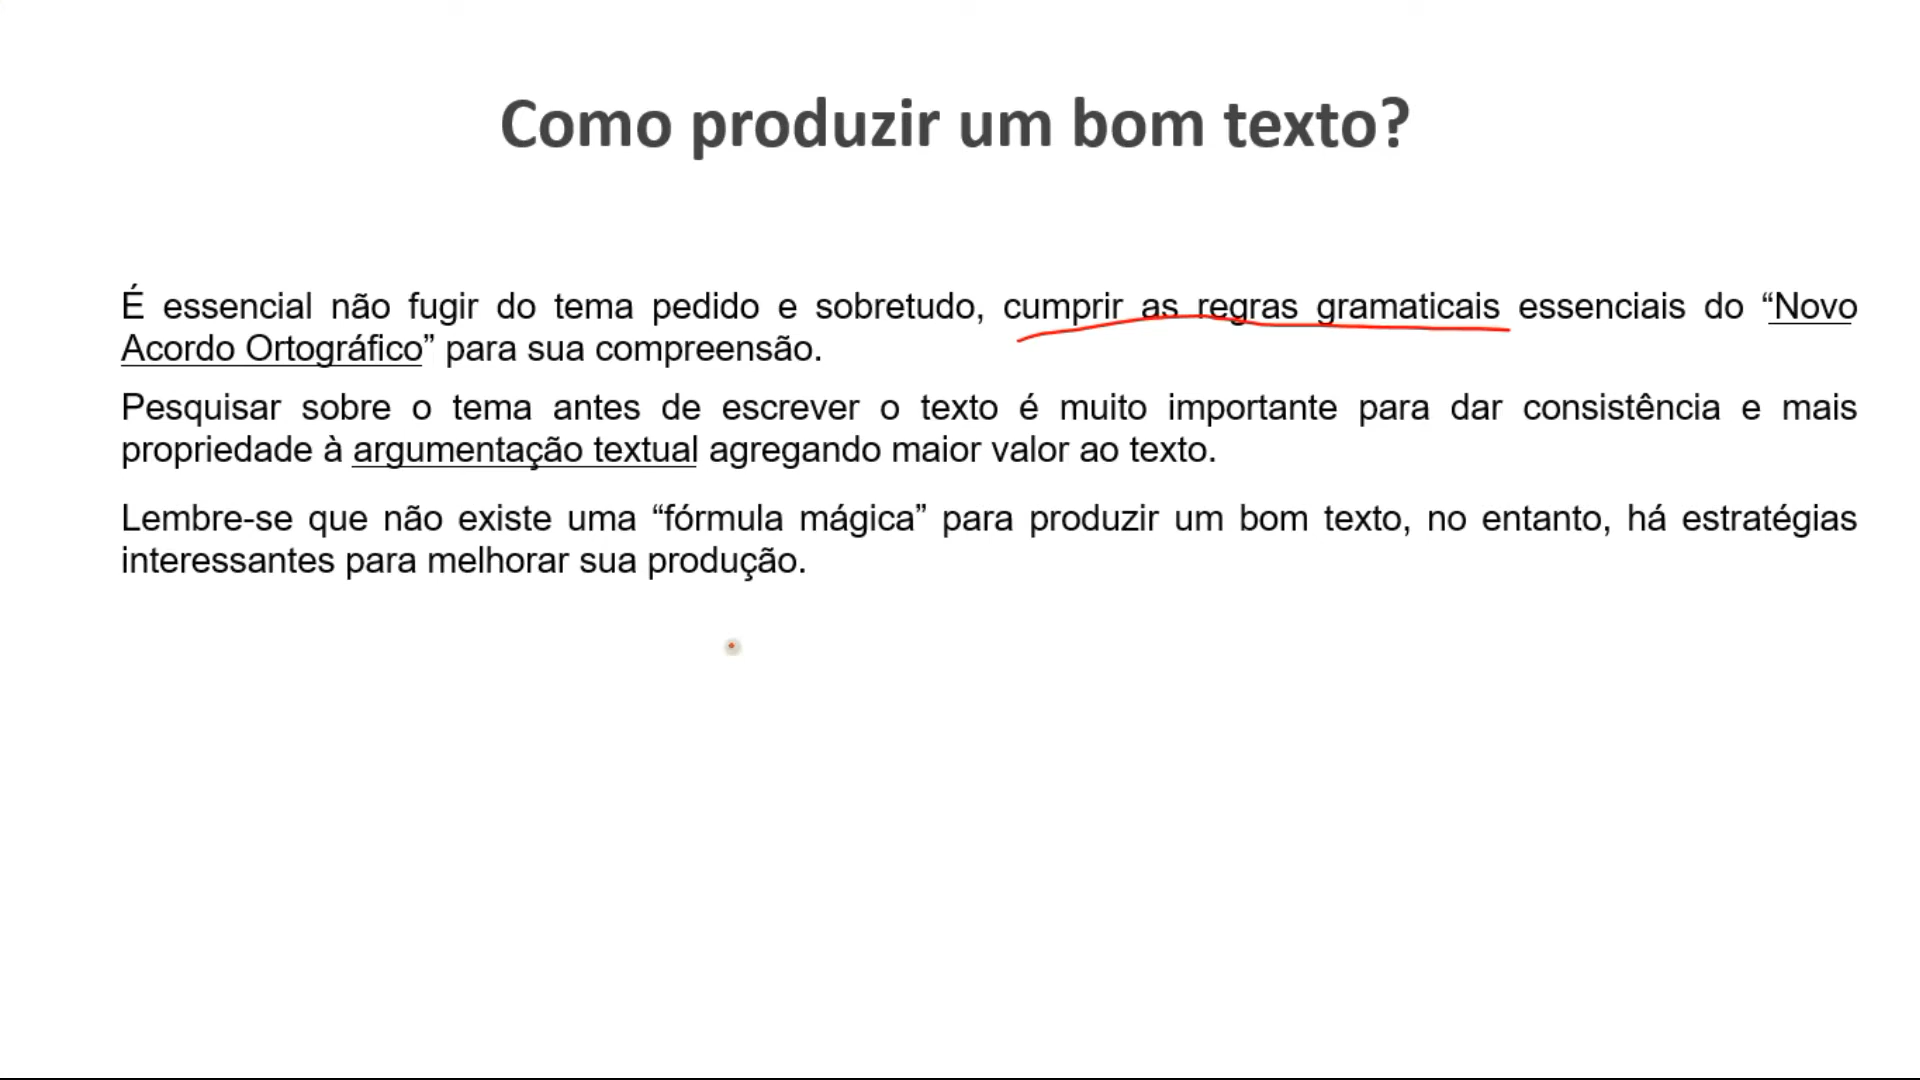 Como produzir um bom texto?
É essencial não fugir do tema pedido e sobretudo, cumprir as regras gramaticais essenciais do “Novo
Acordo Ortográfico” para sua compreensão.
Pesquisar sobre o tema antes de escrever o texto é muito importante para dar consistência e mais
propriedade à argumentação textual agregando maior valor ao texto.
Lembre-se que não existe uma “fórmula mágica” para produzir um bom texto, no entanto, há estratégias
interessantes para melhorar sua produção.